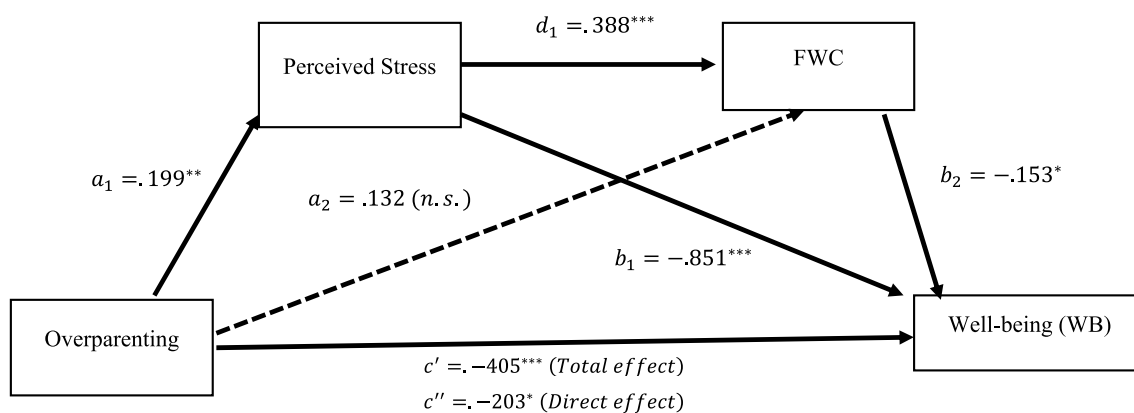 d₁ =.388***
Perceived Stress
FWC
a₁ =.199**
a₂ = .132 (n.s.)
b₂ = −.153*
b₁ = −.851***
Overparenting
Well-being (WB)
c′ =.−405*** (Total effect)
c′′ =.−203* (Direct effect)